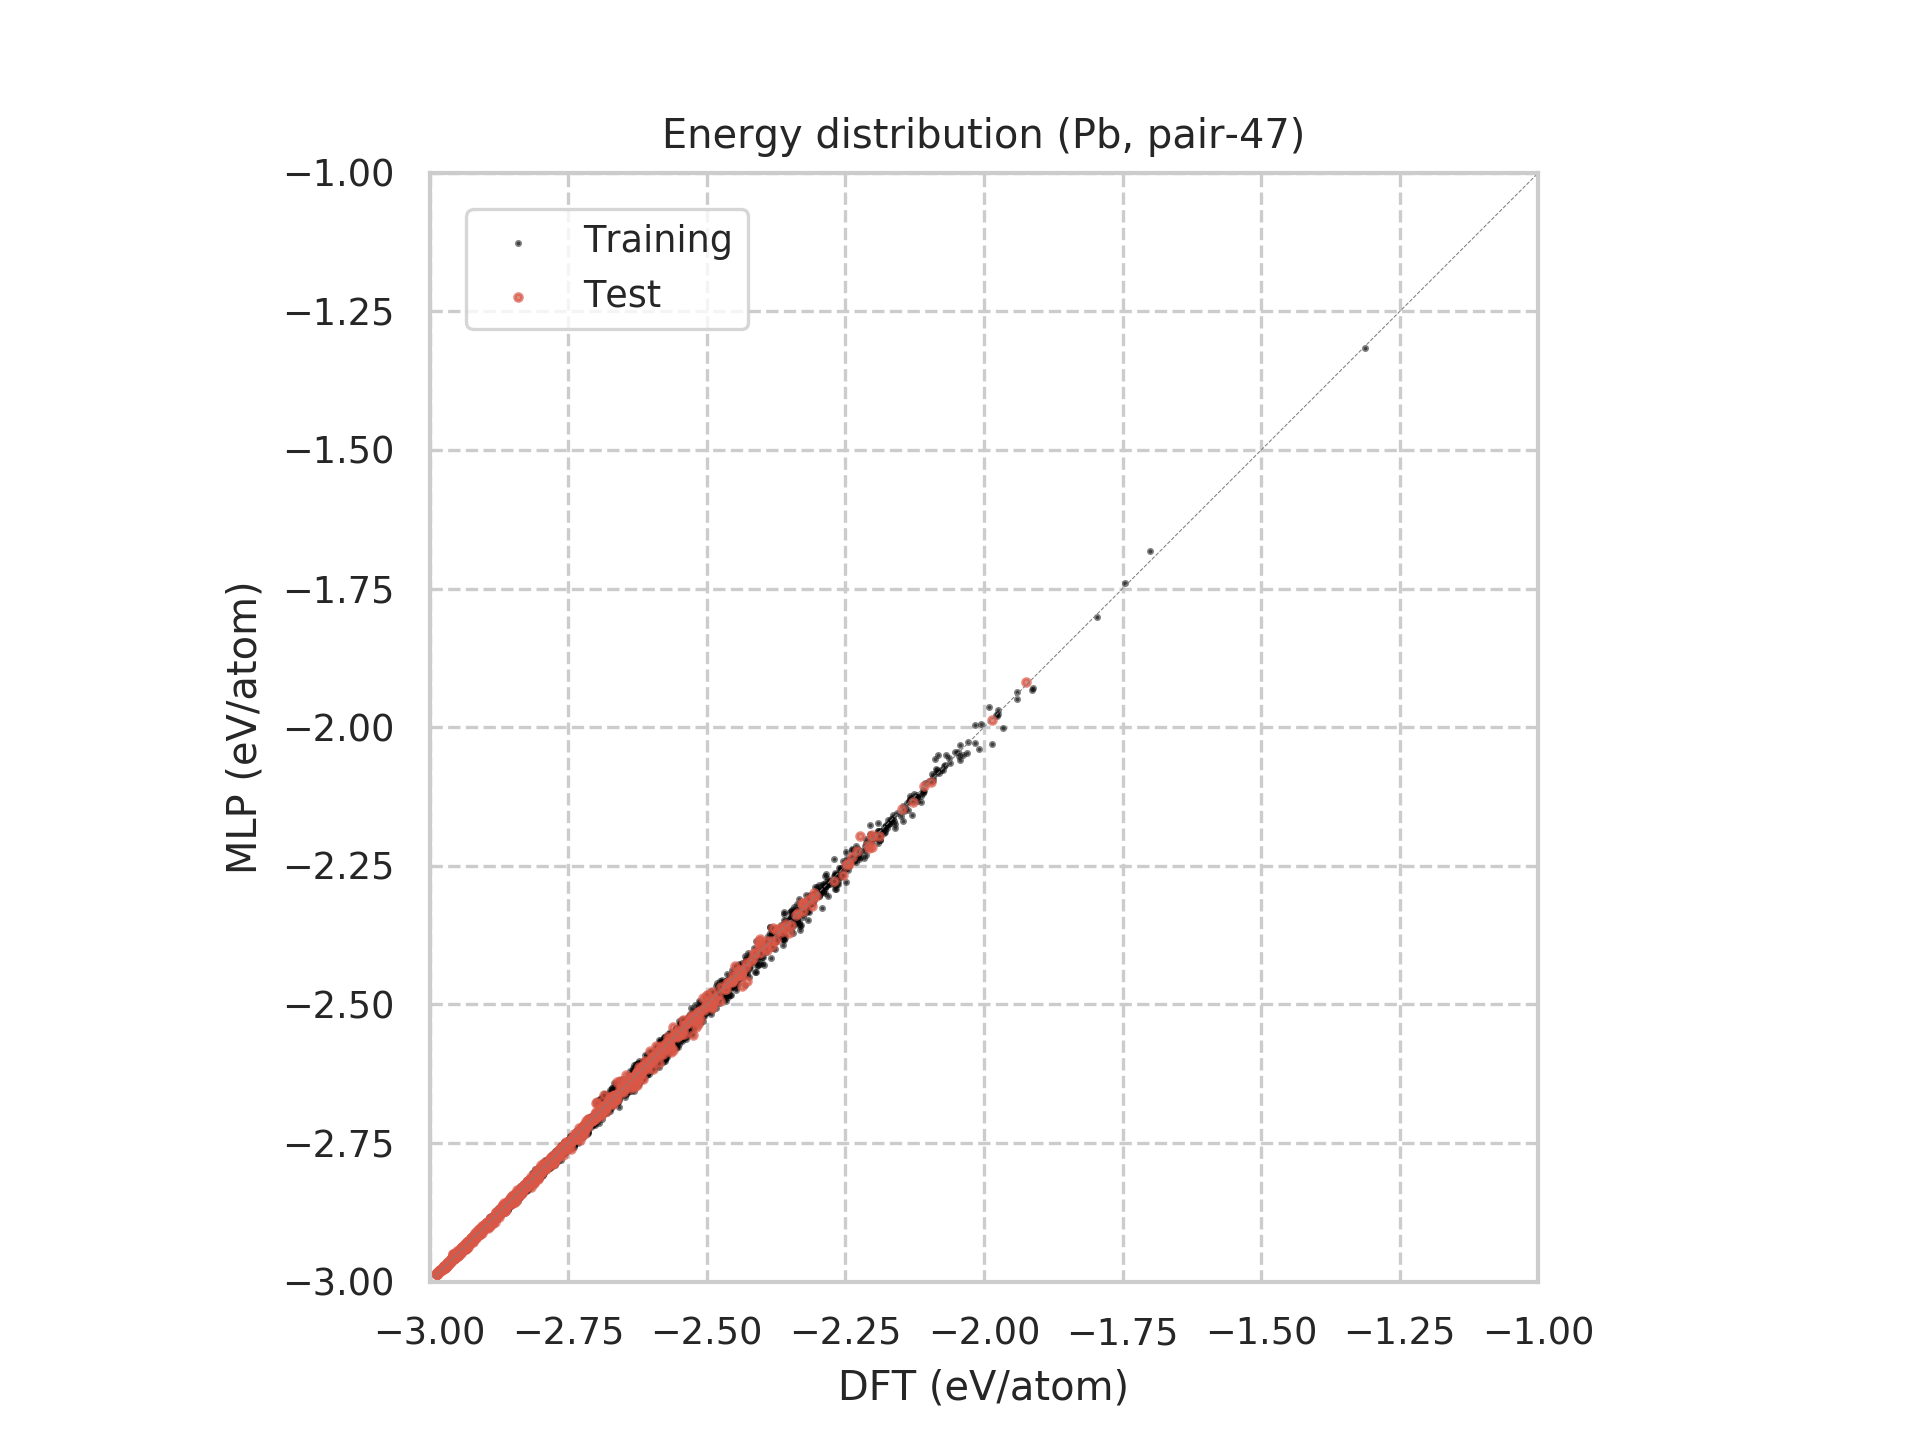 Energy distribution (Pb, pair-47)
Training
Test
MLP (eV/atom)
−1.00
−1.25
−1.50
−1.75
−2.00
−2.25
−2.50
−2.75
−3.00
−3.00 −2.75 −2.50 −2.25 −2.00 −1.75 −1.50 −1.25 −1.00
DFT (eV/atom)